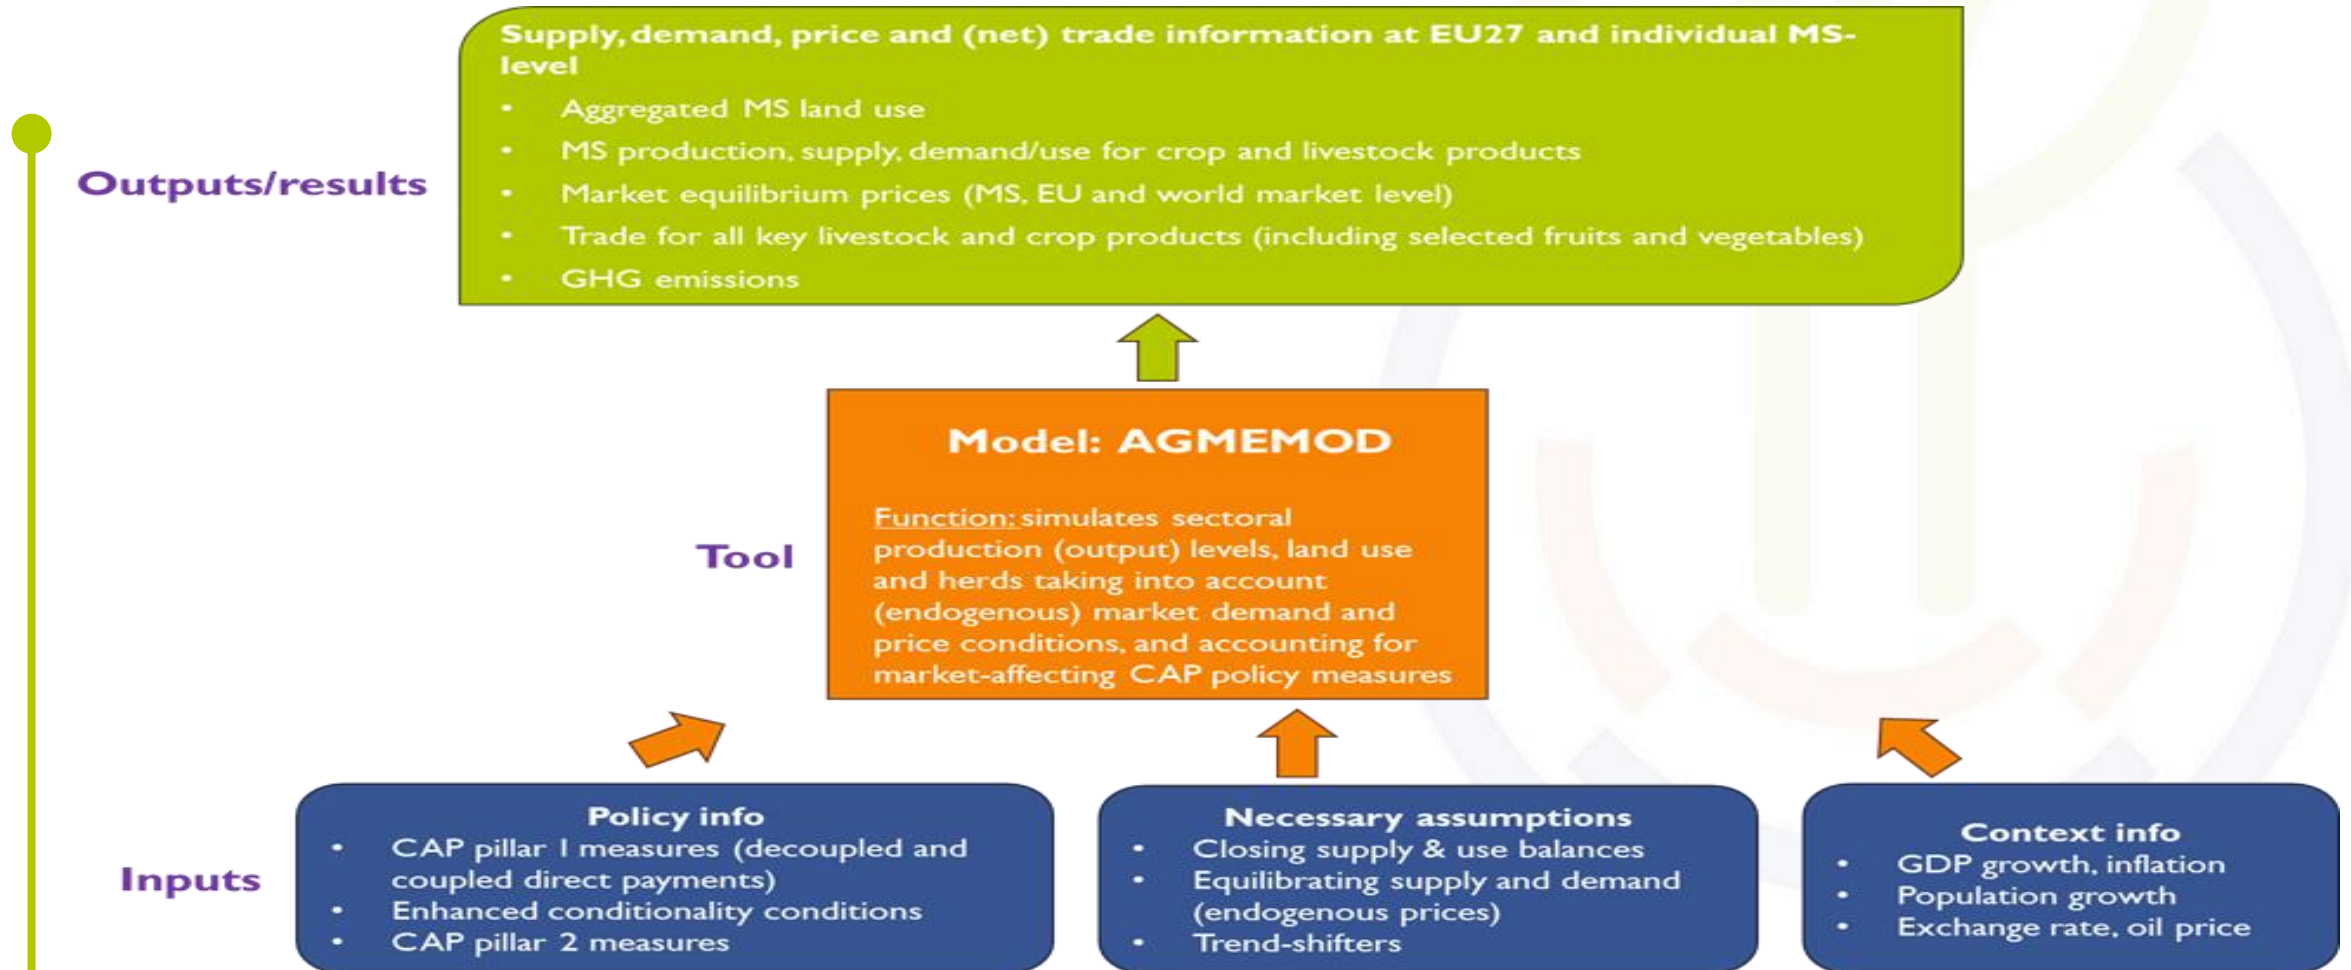 Supply, demand, price and (net) trade information at EU27 and individual MS-
level
• Aggregated MS land use
• MS production, supply, demand/use for crop and livestock products
• Market equilibrium prices (MS, EU and world market level)
• Trade for all key livestock and crop products (including selected fruits and vegetables)
• GHG emissions
Outputs/results
Model: AGMEMOD
Function: simulates sectoral
production (output) levels, land use
and herds taking into account
(endogenous) market demand and
price conditions, and accounting for
market-affecting CAP policy measures
Tool
Inputs
Policy info
• CAP pillar 1 measures (decoupled and
coupled direct payments)
• Enhanced conditionality conditions
• CAP pillar 2 measures
Necessary assumptions
• Closing supply & use balances
• Equilibrating supply and demand
(endogenous prices)
• Trend-shifters
Context info
• GDP growth, inflation
• Population growth
• Exchange rate, oil price